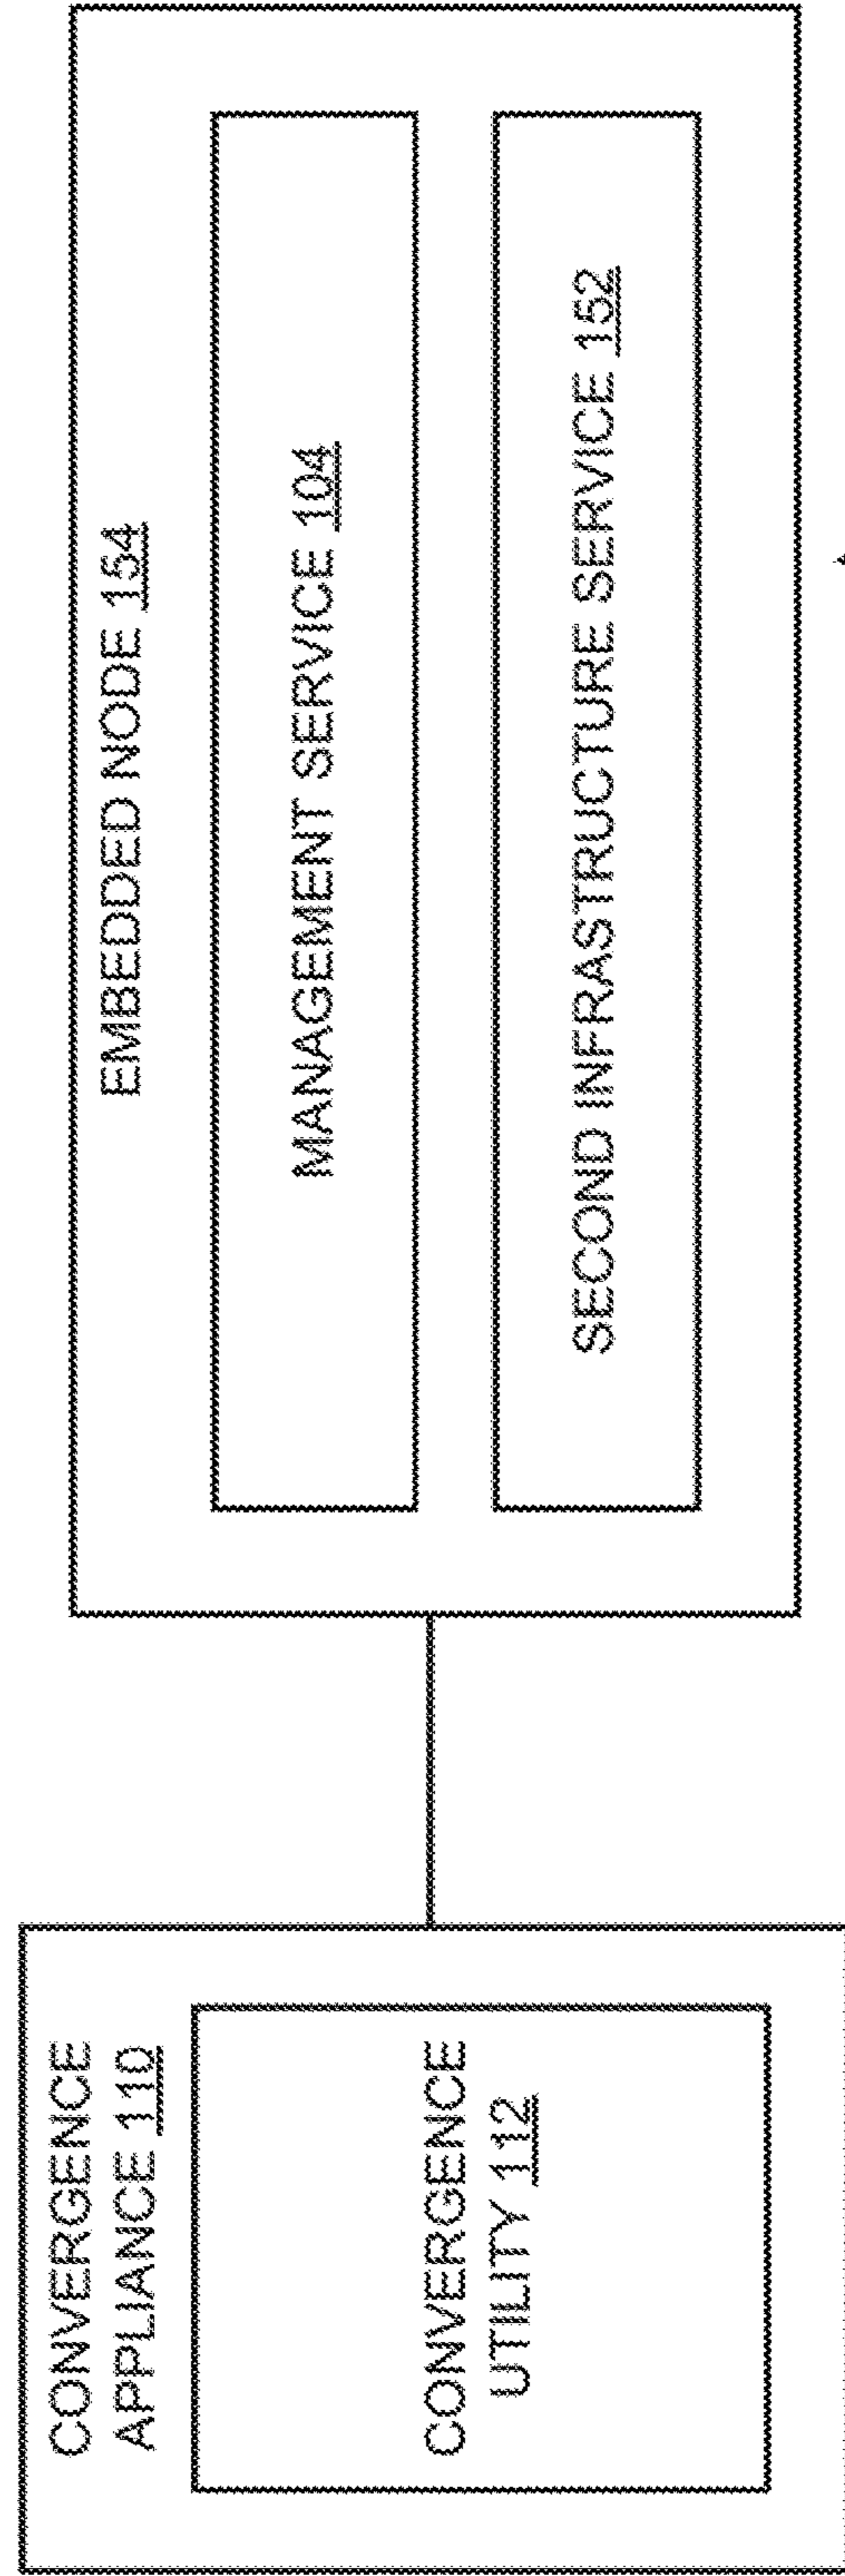 CONVERGENCE
APPLIANCE 110
CONVERGENCE
UTILITY 112
EMBEDDED NODE 154
MANAGEMENT SERVICE 104
SECOND INFRASTRUCTURE SERVICE 152